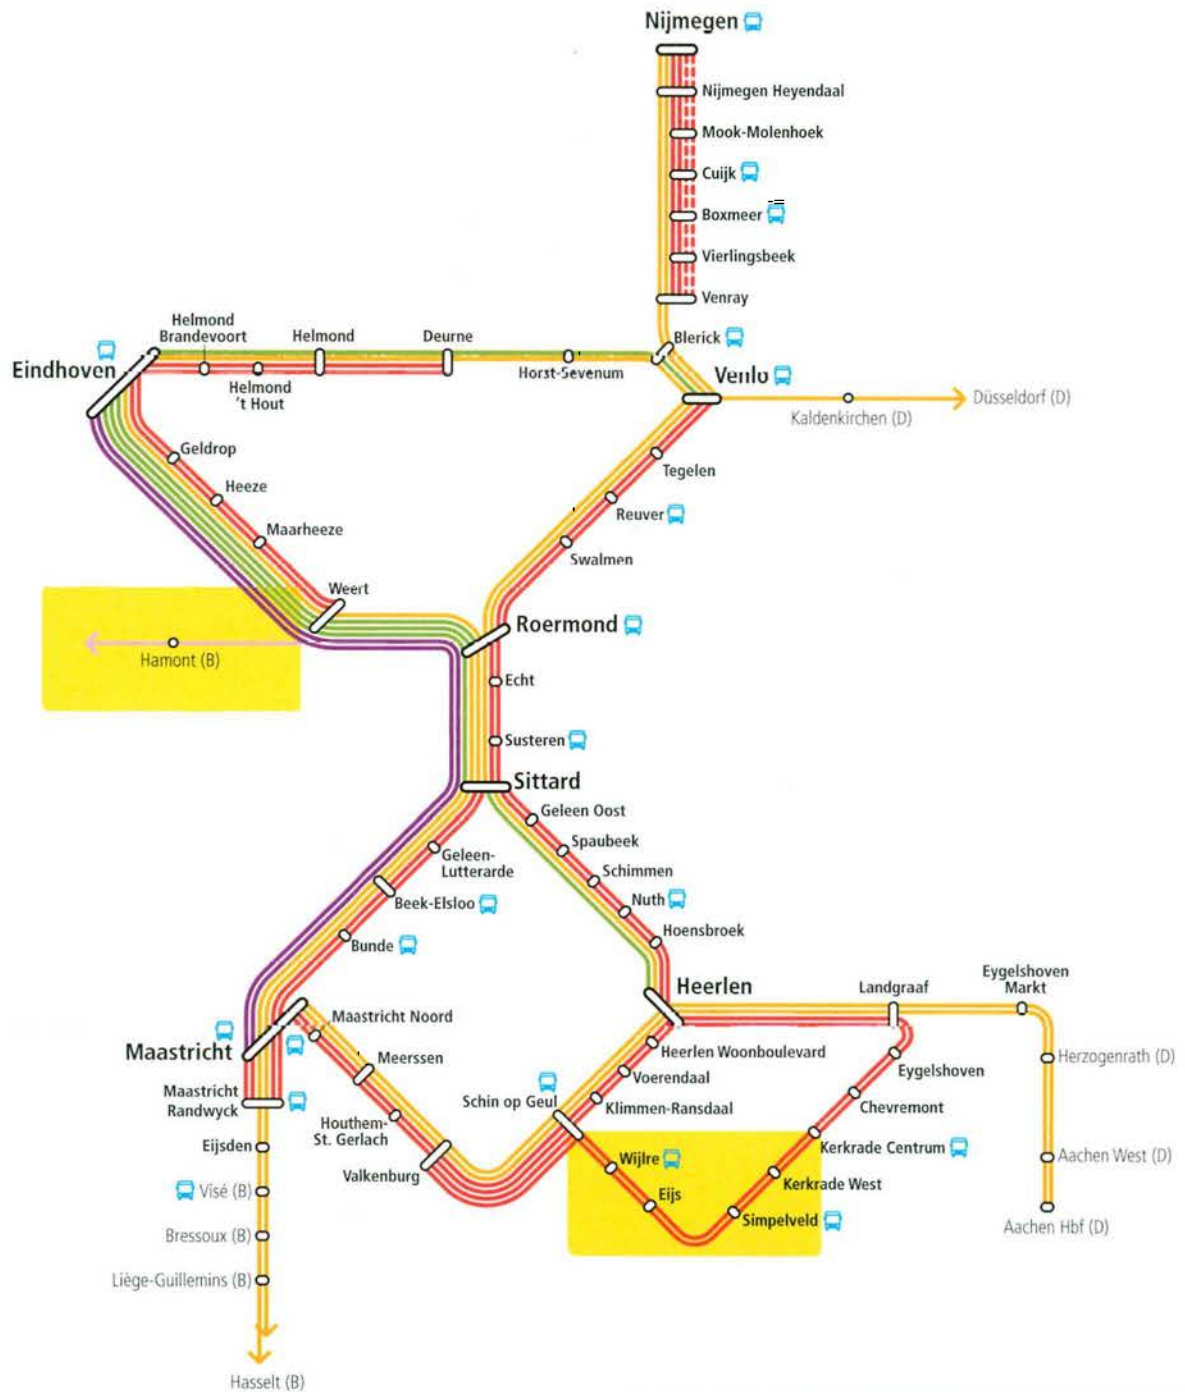 Nijmegen
Nijmegen Heyendaal
Mook-Molenhoek
Cuijk
Boxmeer
Vierlingsbeek
Venray
Blerick
Venlo
Düsseldorf (D)
Kaldenkirchen (D)
Helmond
Brandevoort
Helmond
Deurne
Eindhoven
Helmond
't Hout
Horst-Sevenum
Geldrop
Heeze
Maarheeze
Weert
Tegelen
Reuver
Swalmen
Roermond
Hamont (B)
Echt
Susteren
Sittard
Geleen Oost
Spaubeek
Schimmen
Nuth
Hoensbroek
Geleen-
Lutterarde
Beek-Elsloo
Bunde
Heerlen
Landgraaf
Eygelshoven
Markt
Maastricht Noord
Maastricht
Meerssen
Heerlen Woonboulevard
Voerendaal
Klimmen-Ransdaal
Schin op Geul
Herzogenrath (D)
Eygelshoven
Chevremont
Maastricht
Randwyck
Houthem-
St. Gerlach
Valkenburg
Eijsden
Visé (B)
Bressoux (B)
Liège-Guillemins (B)
Hasselt (B)
Kerkrade Centrum
Kerkrade West
Wijlre
Eijs
Simpelveld
Aachen West (D)
Aachen Hbf (D)